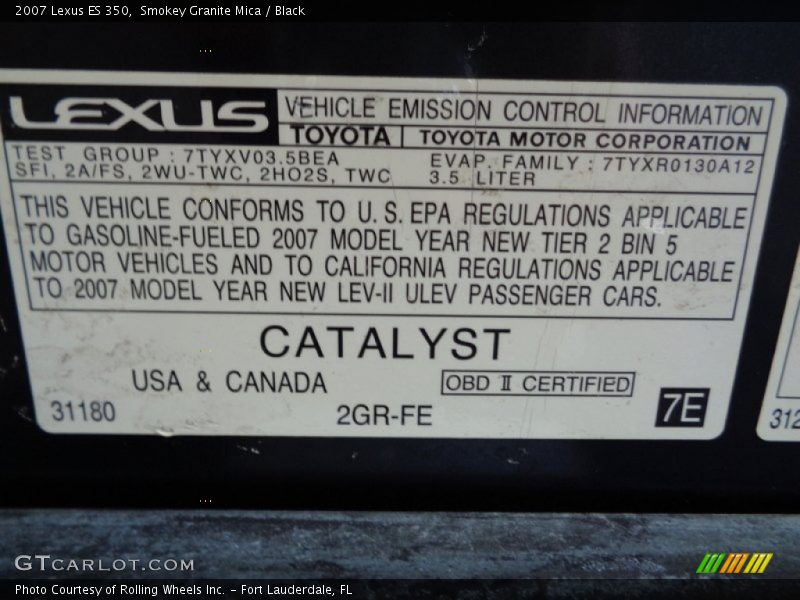 2007 Lexus ES 350,  Smokey Granite Mica / Black
LEXUS
VEHICLE EMISSION CONTROL INFORMATION
TOYOTA | TOYOTA MOTOR CORPORATION
TEST GROUP : 7TYXV03.5BEA EVAP. FAMILY : 7TYXR0130A12
SFI, 2A/FS, 2WU-TWC, 2HO2S, TWC 3.5 LITER
THIS VEHICLE CONFORMS TO U.S. EPA REGULATIONS APPLICABLE
TO GASOLINE-FUELED 2007 MODEL YEAR NEW TIER 2 BIN 5
MOTOR VEHICLES AND TO CALIFORNIA REGULATIONS APPLICABLE
TO 2007 MODEL YEAR NEW LEV-II ULEV PASSENGER CARS.
CATALYST
USA & CANADA OBD II CERTIFIED
31180 2GR-FE 7E
312
GTCARLOT.COM
Photo Courtesy of Rolling Wheels Inc. - Fort Lauderdale, FL